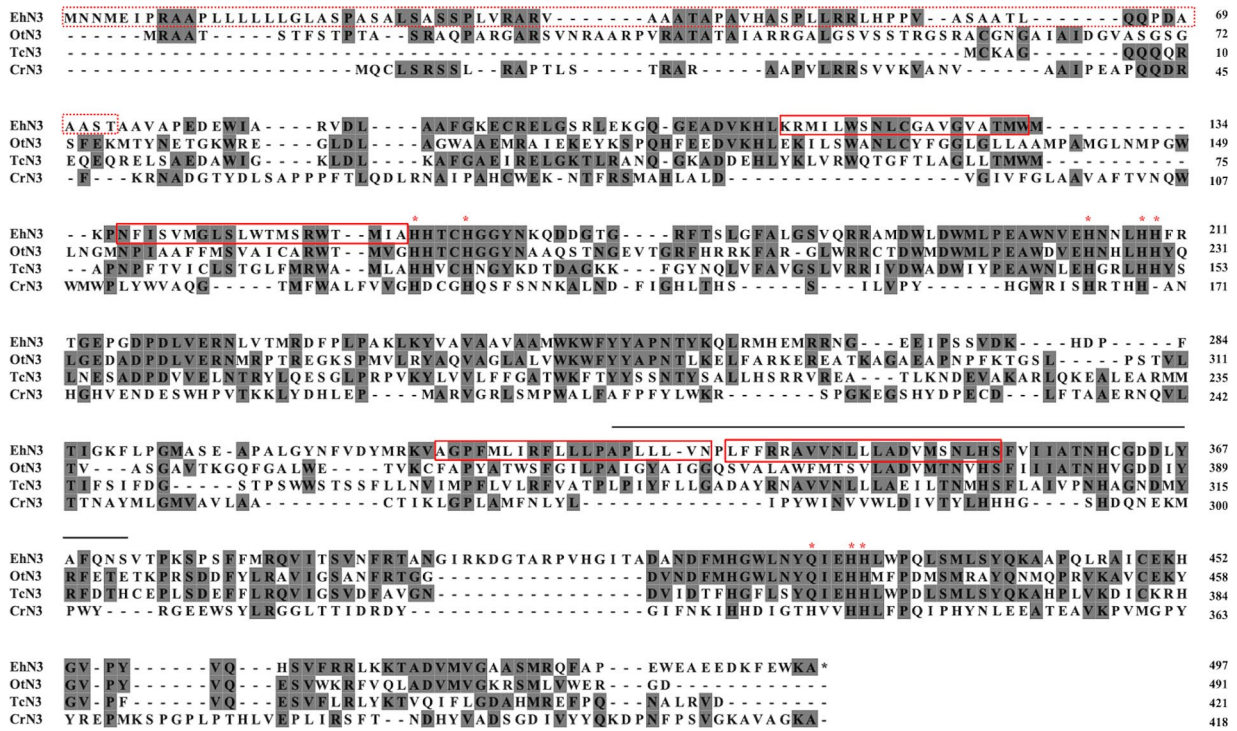 EhN3 MNNMEIPRAAPLLLLLLGLASPASALSASSPLVRARV------AAATAPAVHASPLLRRLHPPV--ASAATL-------QQPDA 69
OtN3 -----MRAAT-----STFSTPTA---SRAQPARGARSVNRAARPVRATATATAIARRGALGSVSSTRGSRACGNGAIAIDGVASGSG 72
TcN3 ---------MCKAG-----QQQQR 10
CrN3 ---------MQCLSRSSL--RAPTLS-----TRAR-----AAPVLRRSVVKVANV-----AAIPEAPQQDR 45
EhN3 AASTAAVAPEDEWIA----RVDL----AAFGKECRELGSRLEKGQ-GEADVKHLKRMILWSNLCGAVGVATMWM----------- 134
OtN3 SFEKMTYNETGKWRE----GLDL----AGWAAEMRAIEKEYKSPQHFEEDVKHLEKILSWANLCYFGGLGLLAAMPAMGLNMPGW 149
TcN3 EQEQRELSAEDAWIG----KLDL----KAFGAEIRELGKTLRANQ-GKADDEHLYKLVRWQTGFTLAGLLTMWM----------- 75
CrN3 -F--KRNADGTYDLSAPPPFTLQDLRNAIPAHCWEK-NTFRSMAHLALD----------------VGIVFGLAAVAFTVNQW 107
* * * * *
EhN3 --KPNFISVMGLSLWTMSRWT--MIAHHTCHGGYNKQDDGTG----RFTSLGFALGSVQRRAMDWLDWMLPEAWNVEHNNLHHFR 211
OtN3 LNGMNPIAAFFMSVAICARWT--MVGHHTCHGGYNAQSSTNGEVTGRFHRRKFAR-GLWRRCTDWMDWMLPEAWDVEHNHLHHYQ 231
TcN3 --APNPFTVICLSTGLFMRWA--MLAHHVCHNGYKDTDAGKK----FGYNQLVFAVGSLVRRIVDWADWIYPEAWNLEHGRLHHYS 153
CrN3 WMWPLYWVAQG-----TMFWALFVVGHDCGHQSFSNNKALND-FIGHLTHS-----S---ILVPY-----HGWRISHRTHH-AN 171
EhN3 TGEPGDPDLVERNLVTMRDFPLPAKLKYVAVAAVAAMWKWFYYAPNTYKQLRMHEMRRNG---EEIPSSVDK----HDP----F 284
OtN3 LGEDADPDLVERNMRPTREGKSPMVLRYAQVAGLALVWKWFYYAPNTLKELFARKEREATKAGAEAPNPFKTGSL----PSTVL 311
TcN3 LNESADPDVVELNTRYLQESGLPRPVKYLVVLFFGATWKFTYYSSNTYSALLHSRRVREA---TLKNDEVAKARLQKEALEARMM 235
CrN3 HGHVENDESWHPVTKKLYDHLEP----MARVGRLSMPWALFAFPFYLWKR------SPGKEGSHYDPECD---LFTAAERNQVL 242
EhN3 TIGKFLPGMASE-APALGYNFVDYMRKVAGPFMLIRFLLLPAPLLL-VNPLFFRRAVVNLLLADVMSNLHSFVIIATNHCGDDLY 367
OtN3 TV---ASGAVTKGQFGALWE----TVKCFAPYATWSFGILPAIGYAIGGQSVALAWFMTSVLADVMTNVHSFIIIATNHVGDDIY 389
TcN3 TIFSIFDG-----TPSWWSTSSFLLNVIMPFLVLRFVATPLPIYFLLGADAYRNAVVNLLLAEILTNMHSFLAIVPNHAGNDMY 315
CrN3 TTNAYMLGMVAVLAA-------CTIKLGPLAMFNLYL------IPYWINVVWLDIVTYLHHHG---SHDQNEKM 300
* * *
EhN3 AFQNSVTPKSPSFFMRQVITSVNFRTANGIRKDGTARPVHGITADANDFMHGWLNYQIEHHLWPQLSMLSYQKAAPQLRAICEKH 452
OtN3 RFETETKPRSDDFYLRAVIGSANFRTGG----------------DVNDFMHGWLNYQIEHHMFPDMSMRAYQNMQPRVKAVCEKY 458
TcN3 RFDTHCEPLSDEFFLRQVIGSVDFAVGN----------------DVIDTFHGFLSYQIEHHLWPDLSMLSYQKAHPLVKDICKRH 384
CrN3 PWY----RGEEWSYLRGGLTTIDRDY----------------GIFNKIHHDIGTHVVHHLFPQIPHYNLEEATEAVKPVMGPY 363
EhN3 GV-PY------VQ---HSVFRRLKKTADVMVGAASMRQFAP----EWEAEEDKFEWKA* 497
OtN3 GV-PY------VQ---ESVWKRFVQLADVMVGKRSMLVWER---GD------------ 491
TcN3 GV-PF------VQ---ESVFLRLYKTVQIFLGDAHMREFPQ----NALRVD------- 421
CrN3 YREPMKSPGPLPTHLVEPLIRSFT--NDHYVADSGDIVYYQKDPNFPSVGKAVAGKA- 418